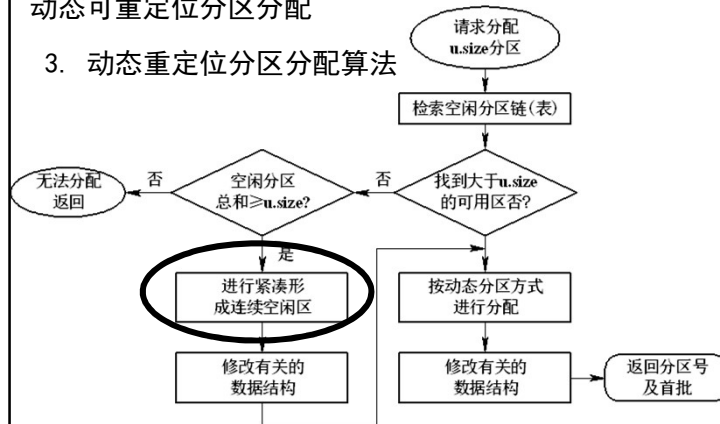 动态可重定位分区分配
3. 动态重定位分区分配算法
请求分配
u.size分区
检索空闲分区链(表)
找到大于u.size
的可用区否?
否
空闲分区
总和≥u.size?
否
无法分配
返回
是
进行紧凑形
成连续空闲区
修改有关的
数据结构
按动态分区方式
进行分配
修改有关的
数据结构
返回分区号
及首批